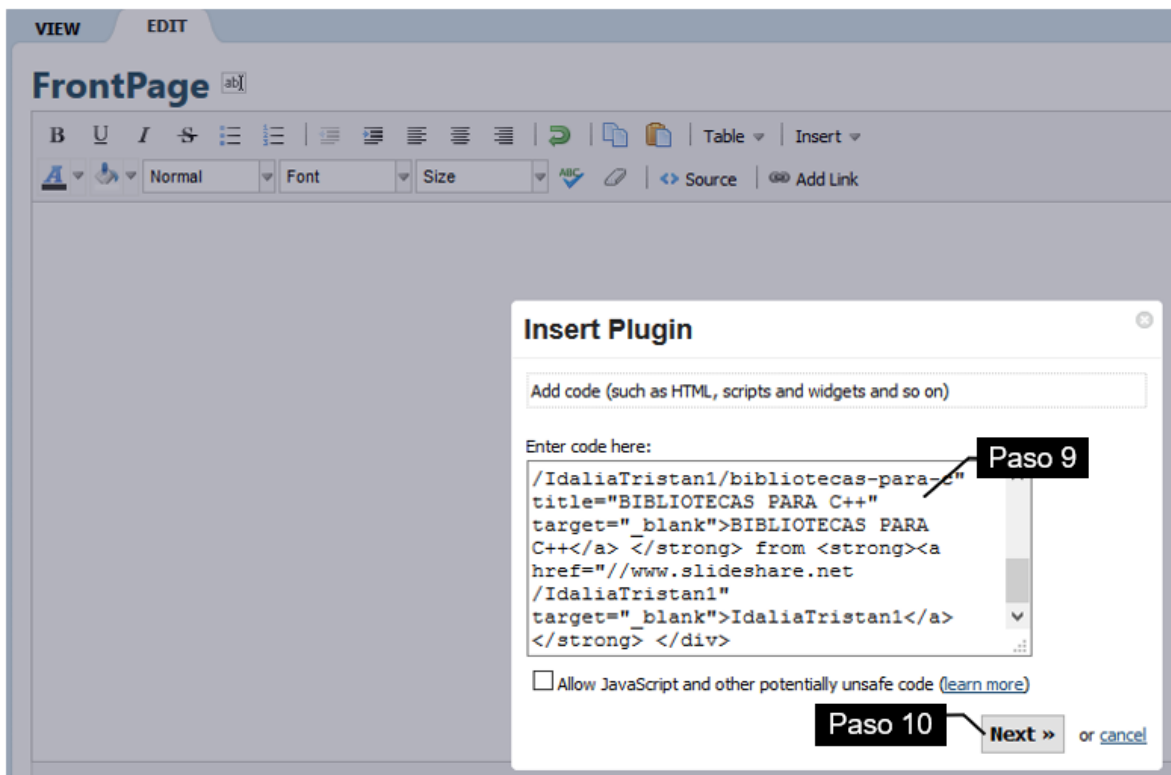 VIEW EDIT
FrontPage ab
B U I S Table Insert
A Normal Font Size ABC Source Add Link
Insert Plugin
Add code (such as HTML, scripts and widgets and so on)
Enter code here:
Paso 9
/IdaliaTristan1/bibliotecas-para-c"
title="BIBLIOTECAS PARA C++"
target="_blank">BIBLIOTECAS PARA
C++</a> </strong> from <strong><a
href="//www.slideshare.net
/IdaliaTristan1"
target="_blank">IdaliaTristan1</a>
</strong> </div>
Allow JavaScript and other potentially unsafe code (learn more)
Paso 10
Next » or cancel